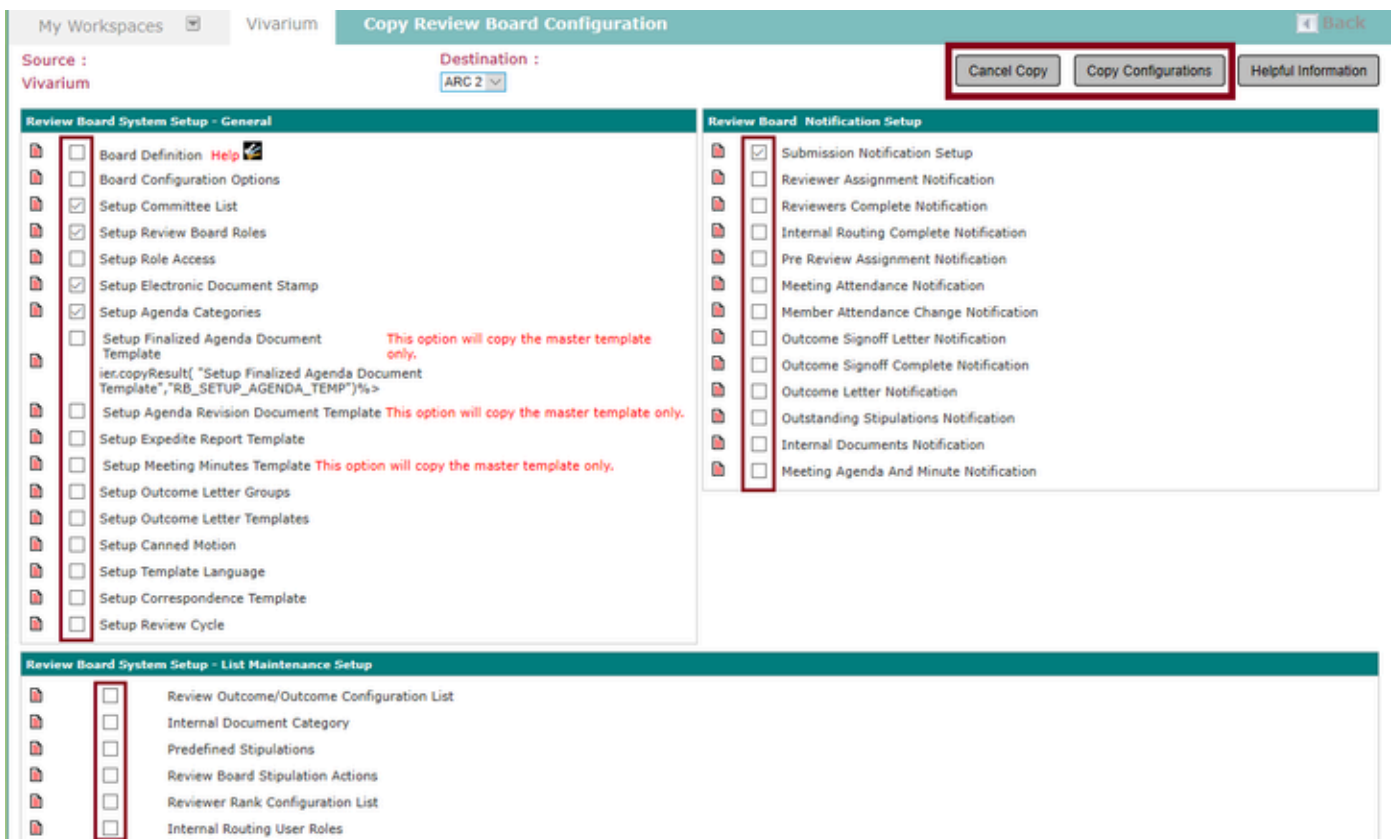 My Workspaces Vivarium Copy Review Board Configuration Back
Source :
Vivarium
Destination :
ARC 2
Cancel Copy Copy Configurations Helpful Information
Review Board System Setup - General
Board Definition Help
Board Configuration Options
Setup Committee List
Setup Review Board Roles
Setup Role Access
Setup Electronic Document Stamp
Setup Agenda Categories
Setup Finalized Agenda Document
Template
This option will copy the master template
only.
ier.copyResult( "Setup Finalized Agenda Document
Template","RB_SETUP_AGENDA_TEMP")%>
Setup Agenda Revision Document Template This option will copy the master template only.
Setup Expedite Report Template
Setup Meeting Minutes Template This option will copy the master template only.
Setup Outcome Letter Groups
Setup Outcome Letter Templates
Setup Canned Motion
Setup Template Language
Setup Correspondence Template
Setup Review Cycle
Review Board Notification Setup
Submission Notification Setup
Reviewer Assignment Notification
Reviewers Complete Notification
Internal Routing Complete Notification
Pre Review Assignment Notification
Meeting Attendance Notification
Member Attendance Change Notification
Outcome Signoff Letter Notification
Outcome Signoff Complete Notification
Outcome Letter Notification
Outstanding Stipulations Notification
Internal Documents Notification
Meeting Agenda And Minute Notification
Review Board System Setup - List Maintenance Setup
Review Outcome/Outcome Configuration List
Internal Document Category
Predefined Stipulations
Review Board Stipulation Actions
Reviewer Rank Configuration List
Internal Routing User Roles